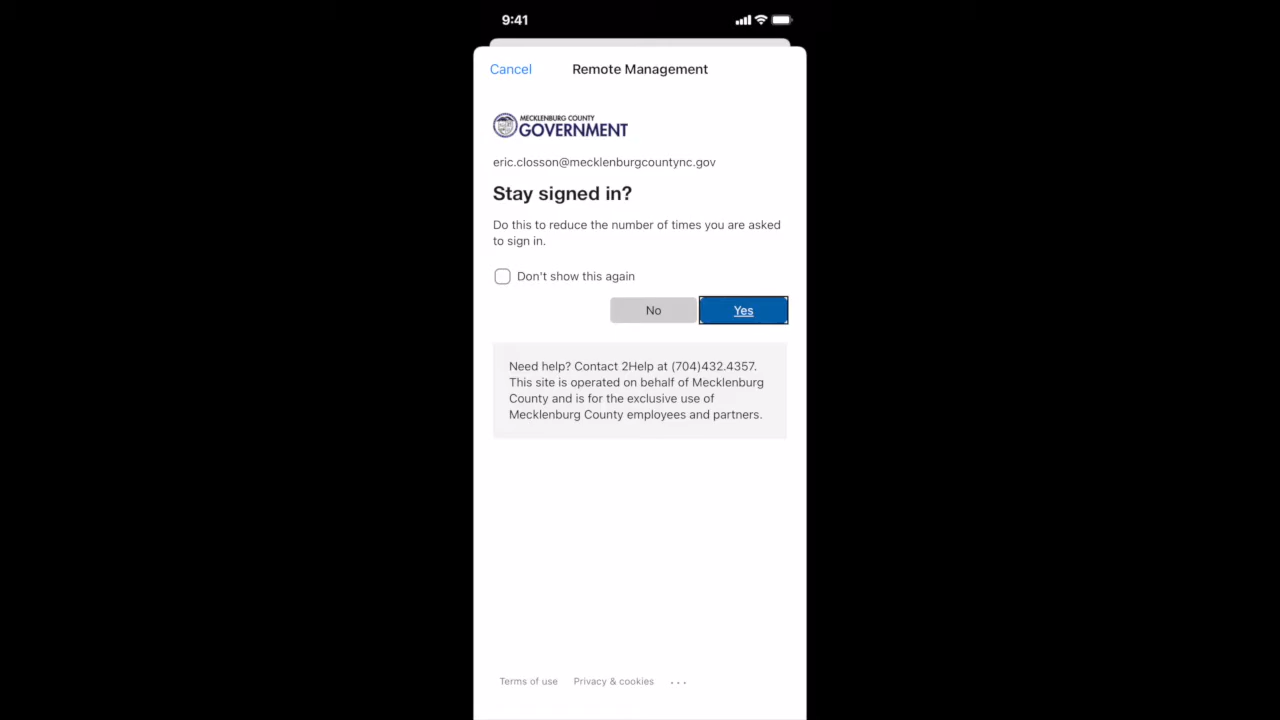 9:41
Cancel
Remote Management
MECKLENBURG COUNTY
GOVERNMENT
eric.closson@mecklenburgcountync.gov
Stay signed in?
Do this to reduce the number of times you are asked
to sign in.
Don't show this again
No
Yes
Need help? Contact 2Help at (704)432.4357.
This site is operated on behalf of Mecklenburg
County and is for the exclusive use of
Mecklenburg County employees and partners.
Terms of use
Privacy & cookies
...